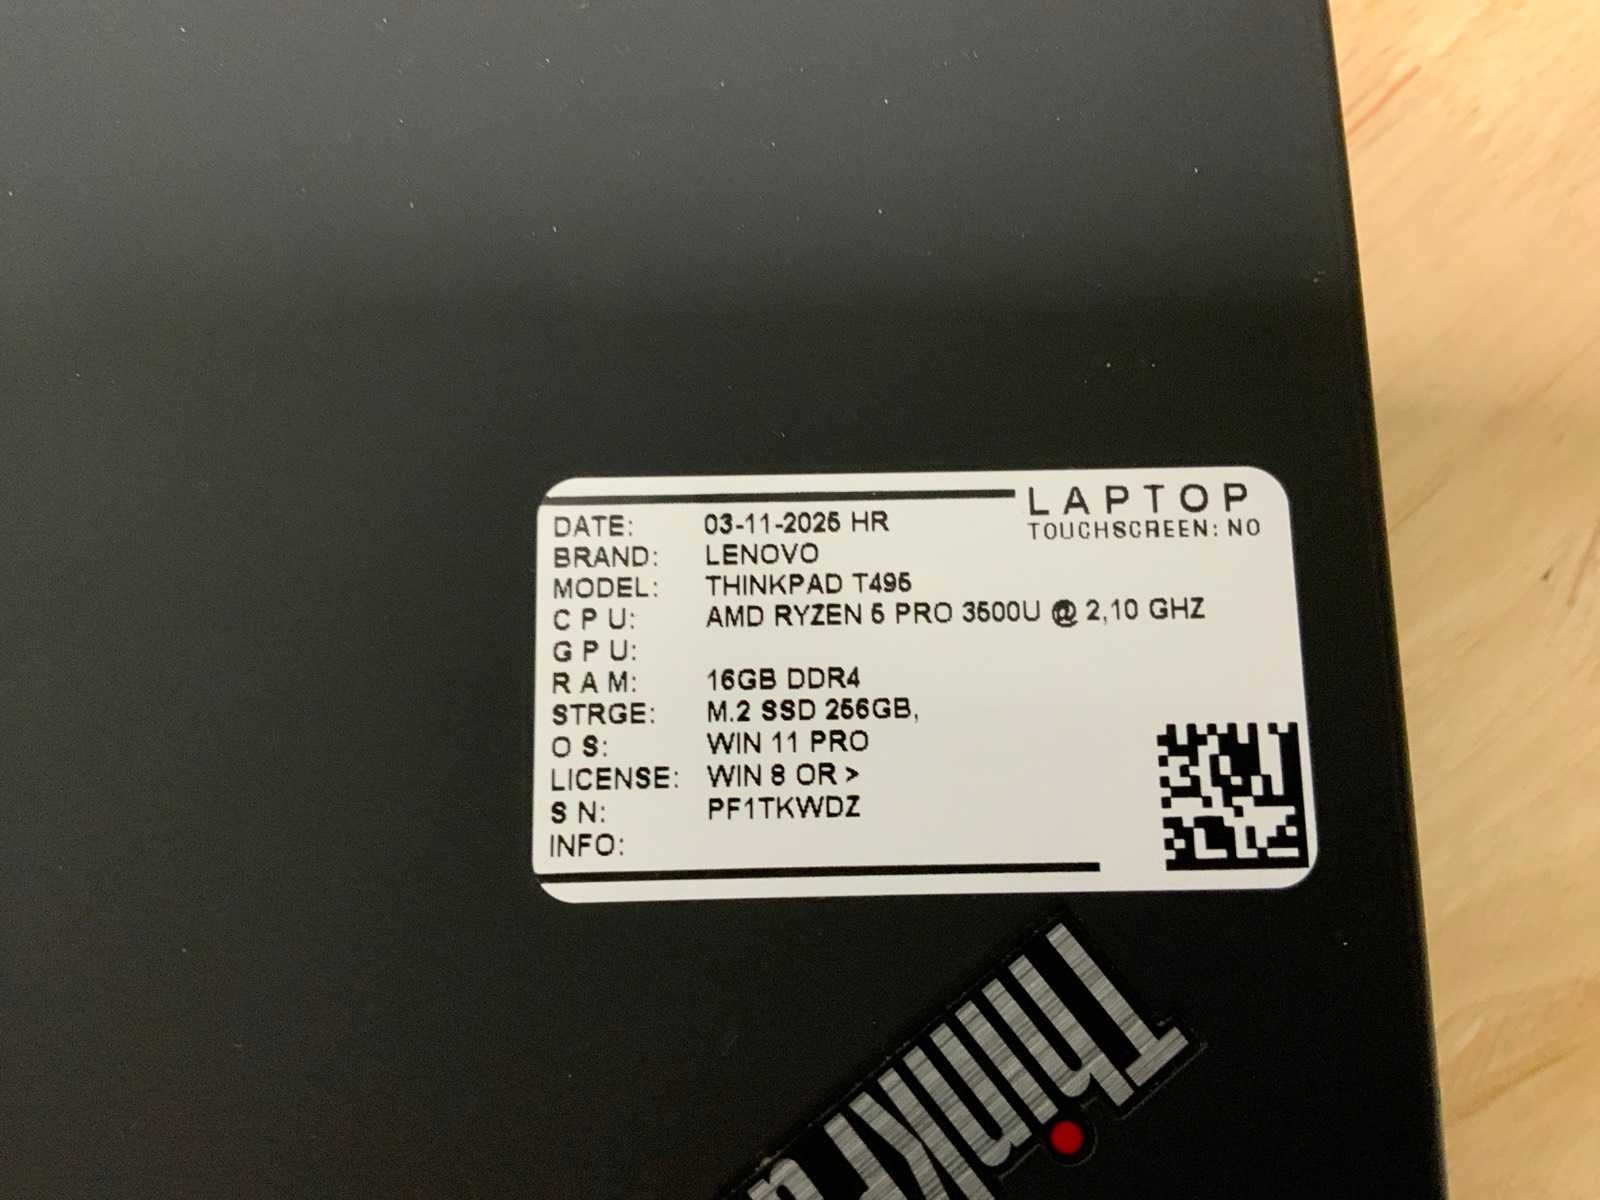 LAPTOP
TOUCHSCREEN: NO
DATE: 03-11-2025 HR
BRAND: LENOVO
MODEL: THINKPAD T495
C P U: AMD RYZEN 5 PRO 3500U @ 2,10 GHZ
G P U:
R A M: 16GB DDR4
STRGE: M.2 SSD 256GB,
O S: WIN 11 PRO
LICENSE: WIN 8 OR >
S N: PF1TKWDZ
INFO:
ThinkPa